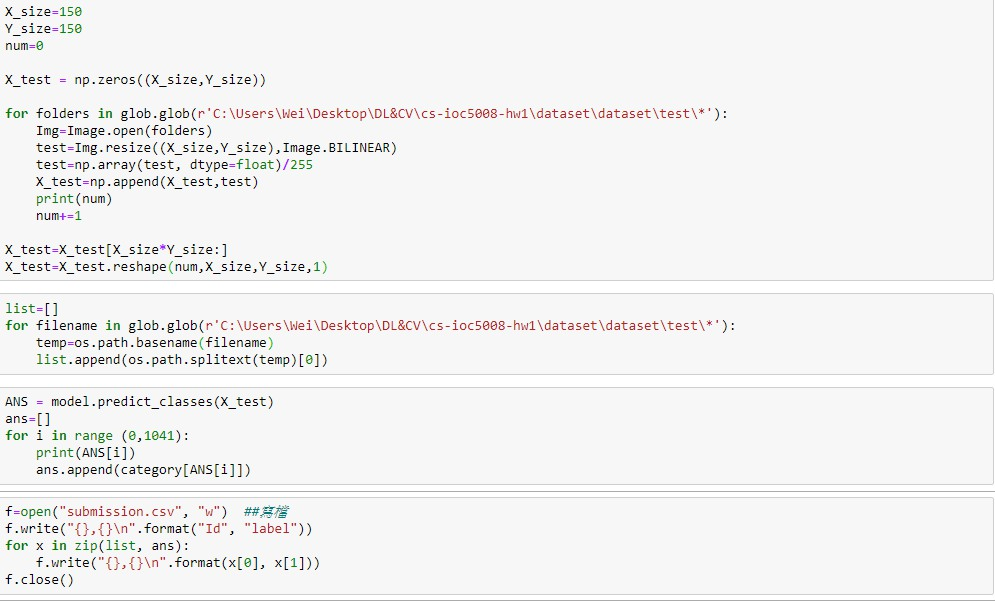 X_size=150
Y_size=150
num=0
X_test = np.zeros((X_size,Y_size))
for folders in glob.glob(r'C:\Users\Wei\Desktop\DL&CV\cs-ioc5008-hw1\dataset\dataset\test\*'):
    Img=Image.open(folders)
    test=Img.resize((X_size,Y_size),Image.BILINEAR)
    test=np.array(test, dtype=float)/255
    X_test=np.append(X_test,test)
    print(num)
    num+=1
X_test=X_test[X_size*Y_size:]
X_test=X_test.reshape(num,X_size,Y_size,1)
list=[]
for filename in glob.glob(r'C:\Users\Wei\Desktop\DL&CV\cs-ioc5008-hw1\dataset\dataset\test\*'):
    temp=os.path.basename(filename)
    list.append(os.path.splitext(temp)[0])
ANS = model.predict_classes(X_test)
ans=[]
for i in range (0,1041):
    print(ANS[i])
    ans.append(category[ANS[i]])
f=open("submission.csv", "w")  ##寫檔
f.write("{},{}\n".format("Id", "label"))
for x in zip(list, ans):
    f.write("{},{}\n".format(x[0], x[1]))
f.close()